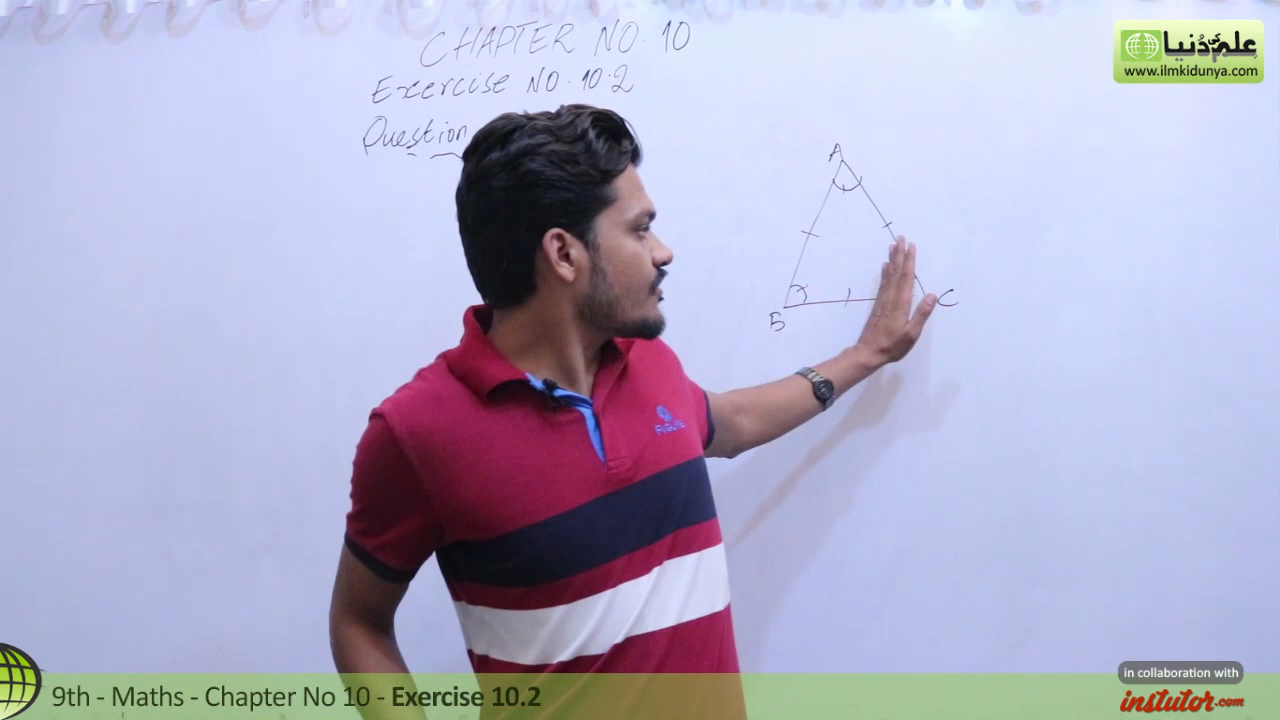 CHAPTER NO. 10
Exercise NO. 10.2
Question
A
B
C
علم کی دُنیا
www.ilmkidunya.com
9th - Maths - Chapter No 10 - Exercise 10.2
in collaboration with
instutor.com